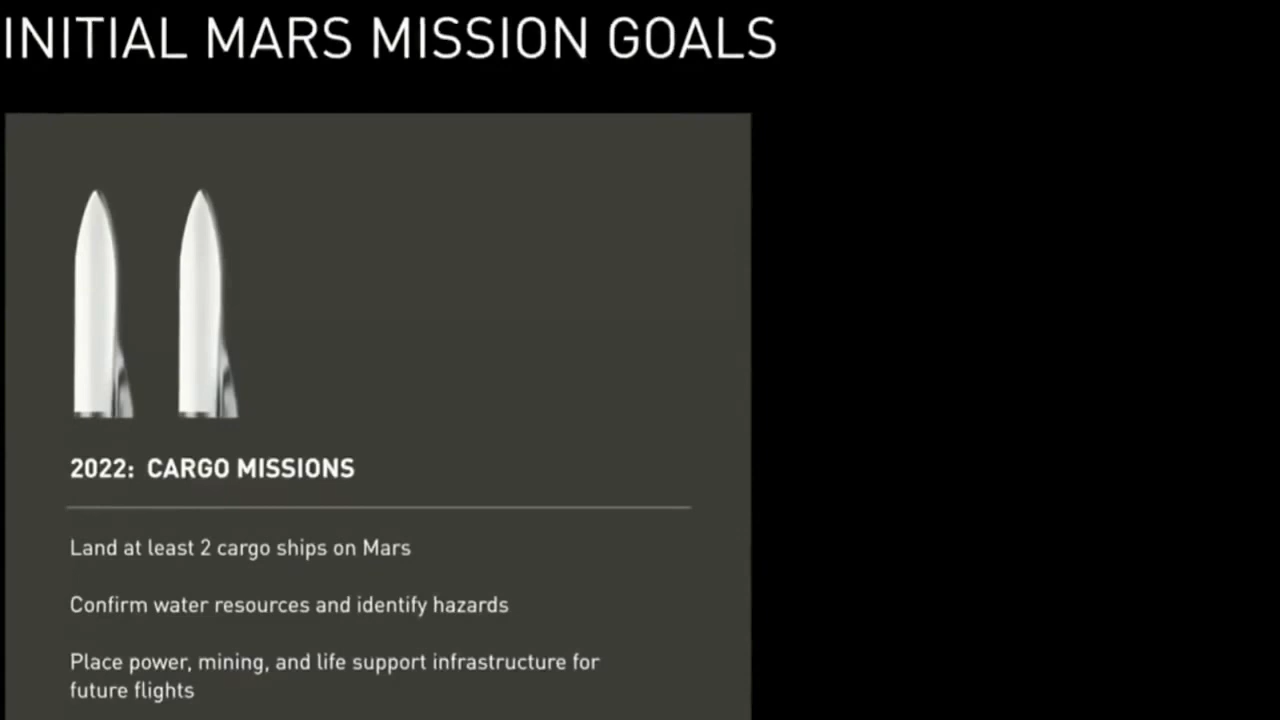 INITIAL MARS MISSION GOALS
2022: CARGO MISSIONS
Land at least 2 cargo ships on Mars
Confirm water resources and identify hazards
Place power, mining, and life support infrastructure for
future flights